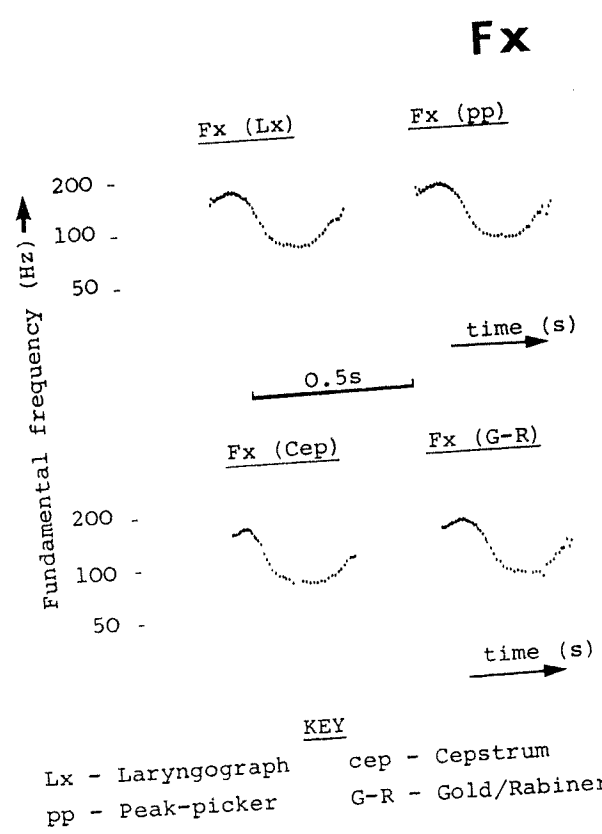 Fx
Fx (Lx)
Fx (pp)
Fundamental frequency (Hz)
200 -
100 -
50 -
time (s)
0.5s
Fx (Cep)
Fx (G-R)
200 -
100 -
50 -
time (s)
KEY
Lx - Laryngograph
cep - Cepstrum
pp - Peak-picker
G-R - Gold/Rabiner